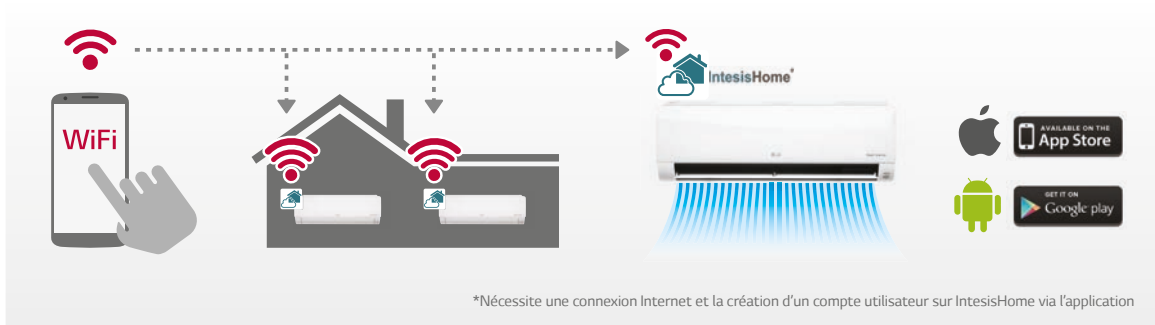 WiFi
IntesisHome*
LG
AVAILABLE ON THE
App Store
GET IT ON
Google play
*Nécessite une connexion Internet et la création d'un compte utilisateur sur IntesisHome via l'application